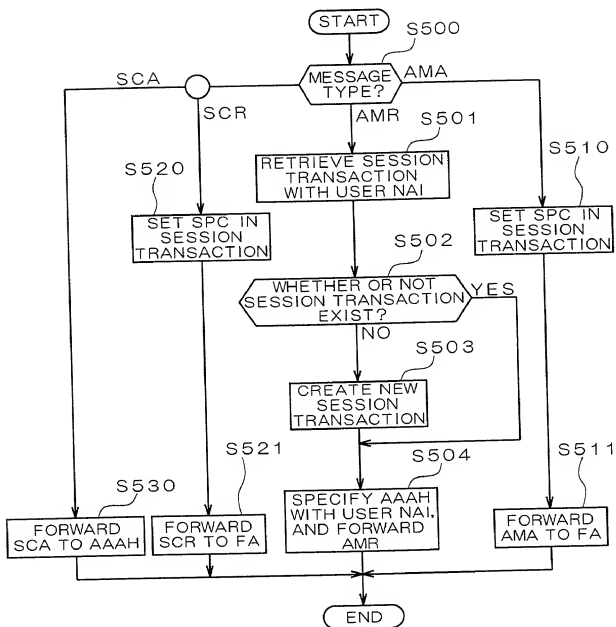 START
S500
SCA
MESSAGE
TYPE?
AMA
SCR
AMR
S501
S510
S520
RETRIEVE SESSION
TRANSACTION
WITH USER NAI
SET SPC IN
SESSION
TRANSACTION
SET SPC IN
SESSION
TRANSACTION
S502
WHETHER OR NOT
SESSION TRANSACTION
EXIST?
YES
NO
S503
CREATE NEW
SESSION
TRANSACTION
S504
S530
S521
S511
FORWARD
SCA TO AAAH
FORWARD
SCR TO FA
SPECIFY AAAH
WITH USER NAI,
AND FORWARD
AMR
FORWARD
AMA TO FA
END